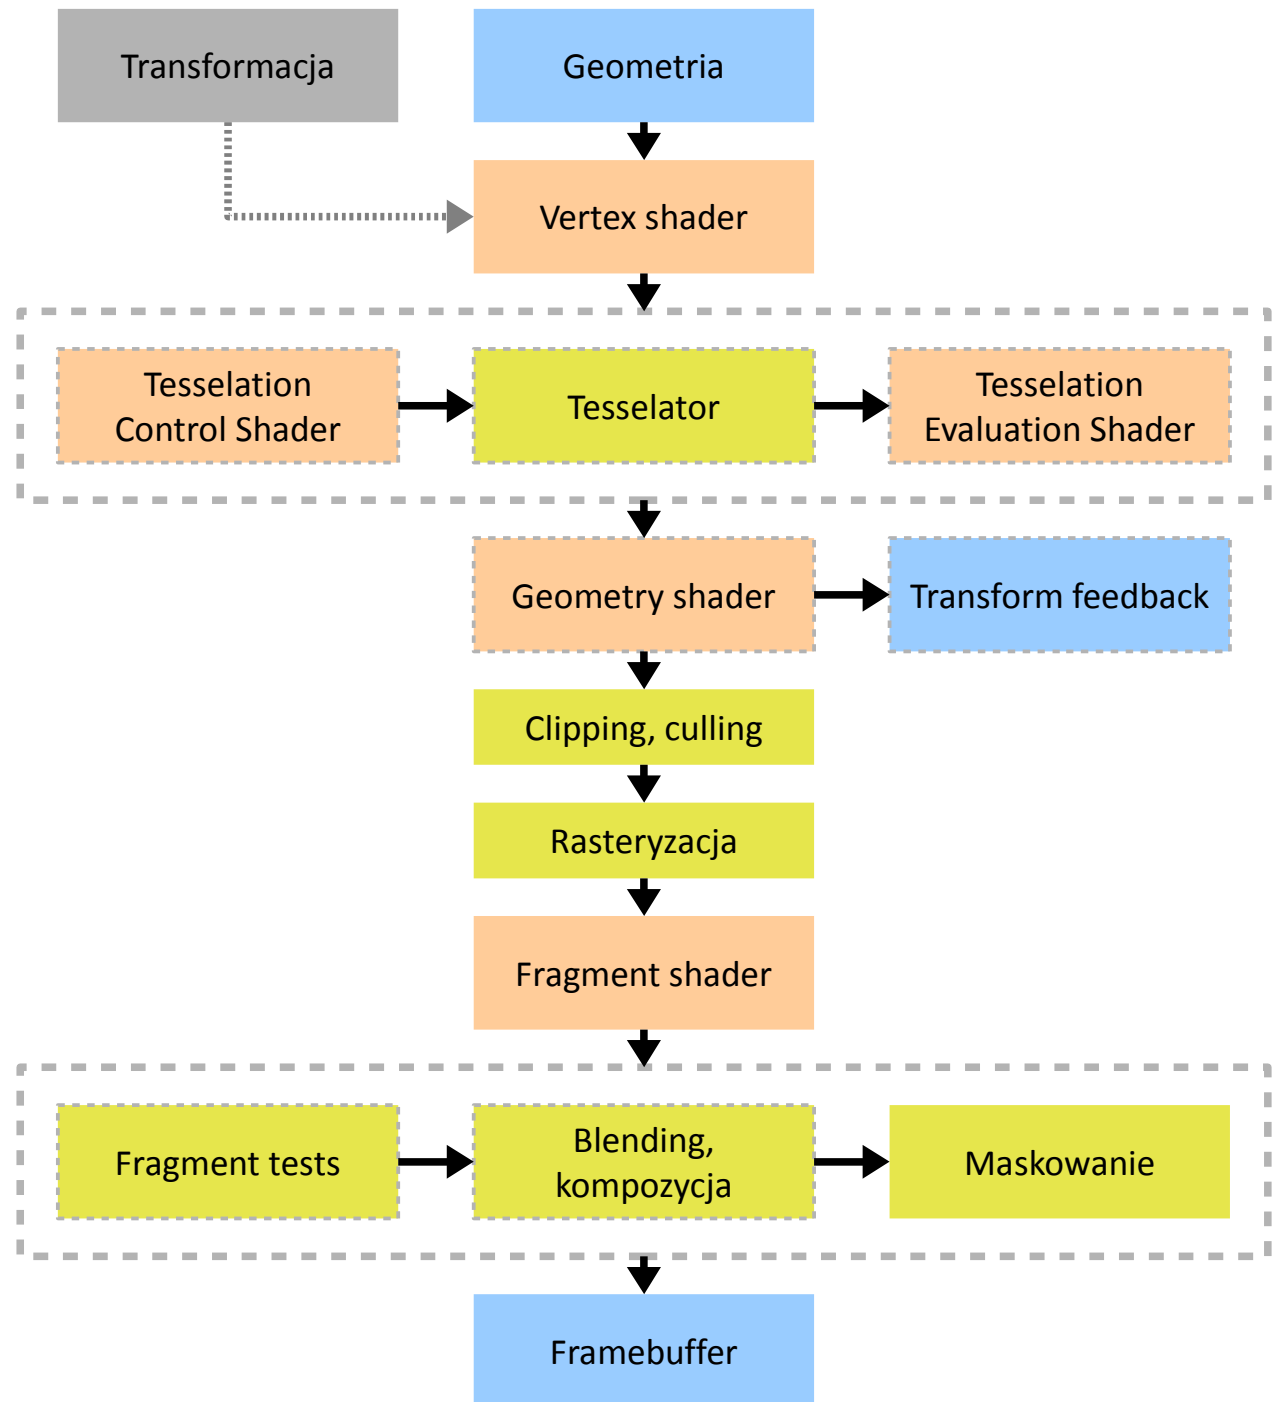 Transformacja
Geometria
Vertex shader
Tesselation
Control Shader
Tesselator
Tesselation
Evaluation Shader
Geometry shader
Transform feedback
Clipping, culling
Rasteryzacja
Fragment shader
Fragment tests
Blending,
kompozycja
Maskowanie
Framebuffer